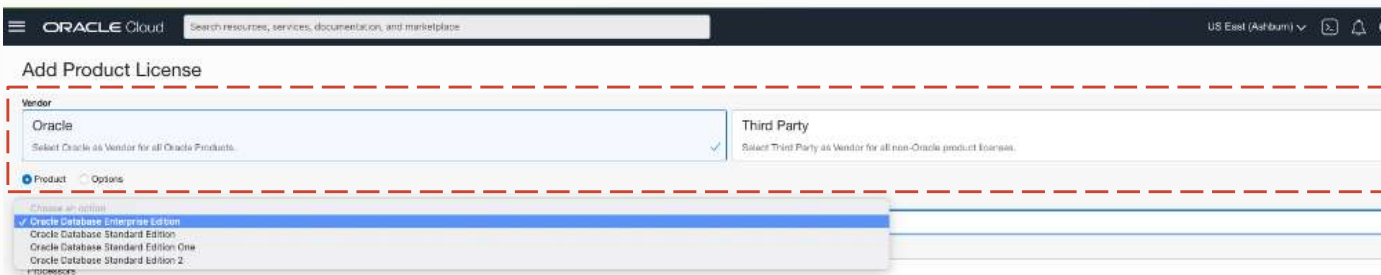 ORACLE Cloud
Search resources, services, documentation, and marketplace
US East (Ashburn)
Add Product License
Vendor
Oracle
Select Oracle as Vendor for all Oracle Products.
Third Party
Select Third Party as Vendor for all non-Oracle product licenses.
Product
Options
Choose an option
Oracle Database Enterprise Edition
Oracle Database Standard Edition
Oracle Database Standard Edition One
Oracle Database Standard Edition 2
Processors